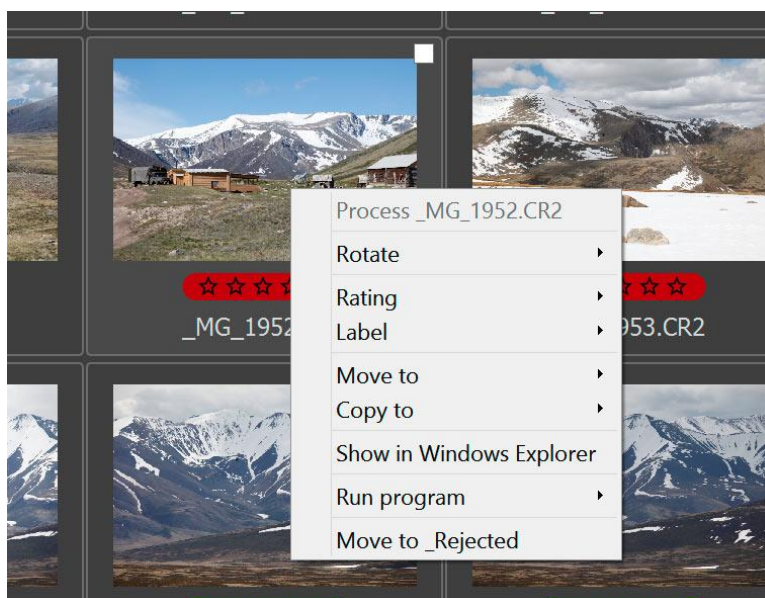 Process _MG_1952.CR2
Rotate
Rating
Label
Move to
Copy to
Show in Windows Explorer
Run program
Move to _Rejected
_MG_1952
953.CR2